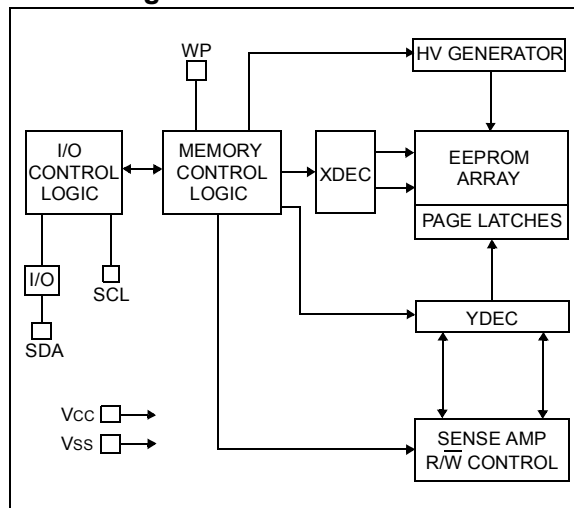 WP
HV GENERATOR
I/O
CONTROL
LOGIC
MEMORY
CONTROL
LOGIC
XDEC
EEPROM
ARRAY
PAGE LATCHES
I/O
SCL
SDA
YDEC
VCC
VSS
SENSE AMP
R/W̅ CONTROL